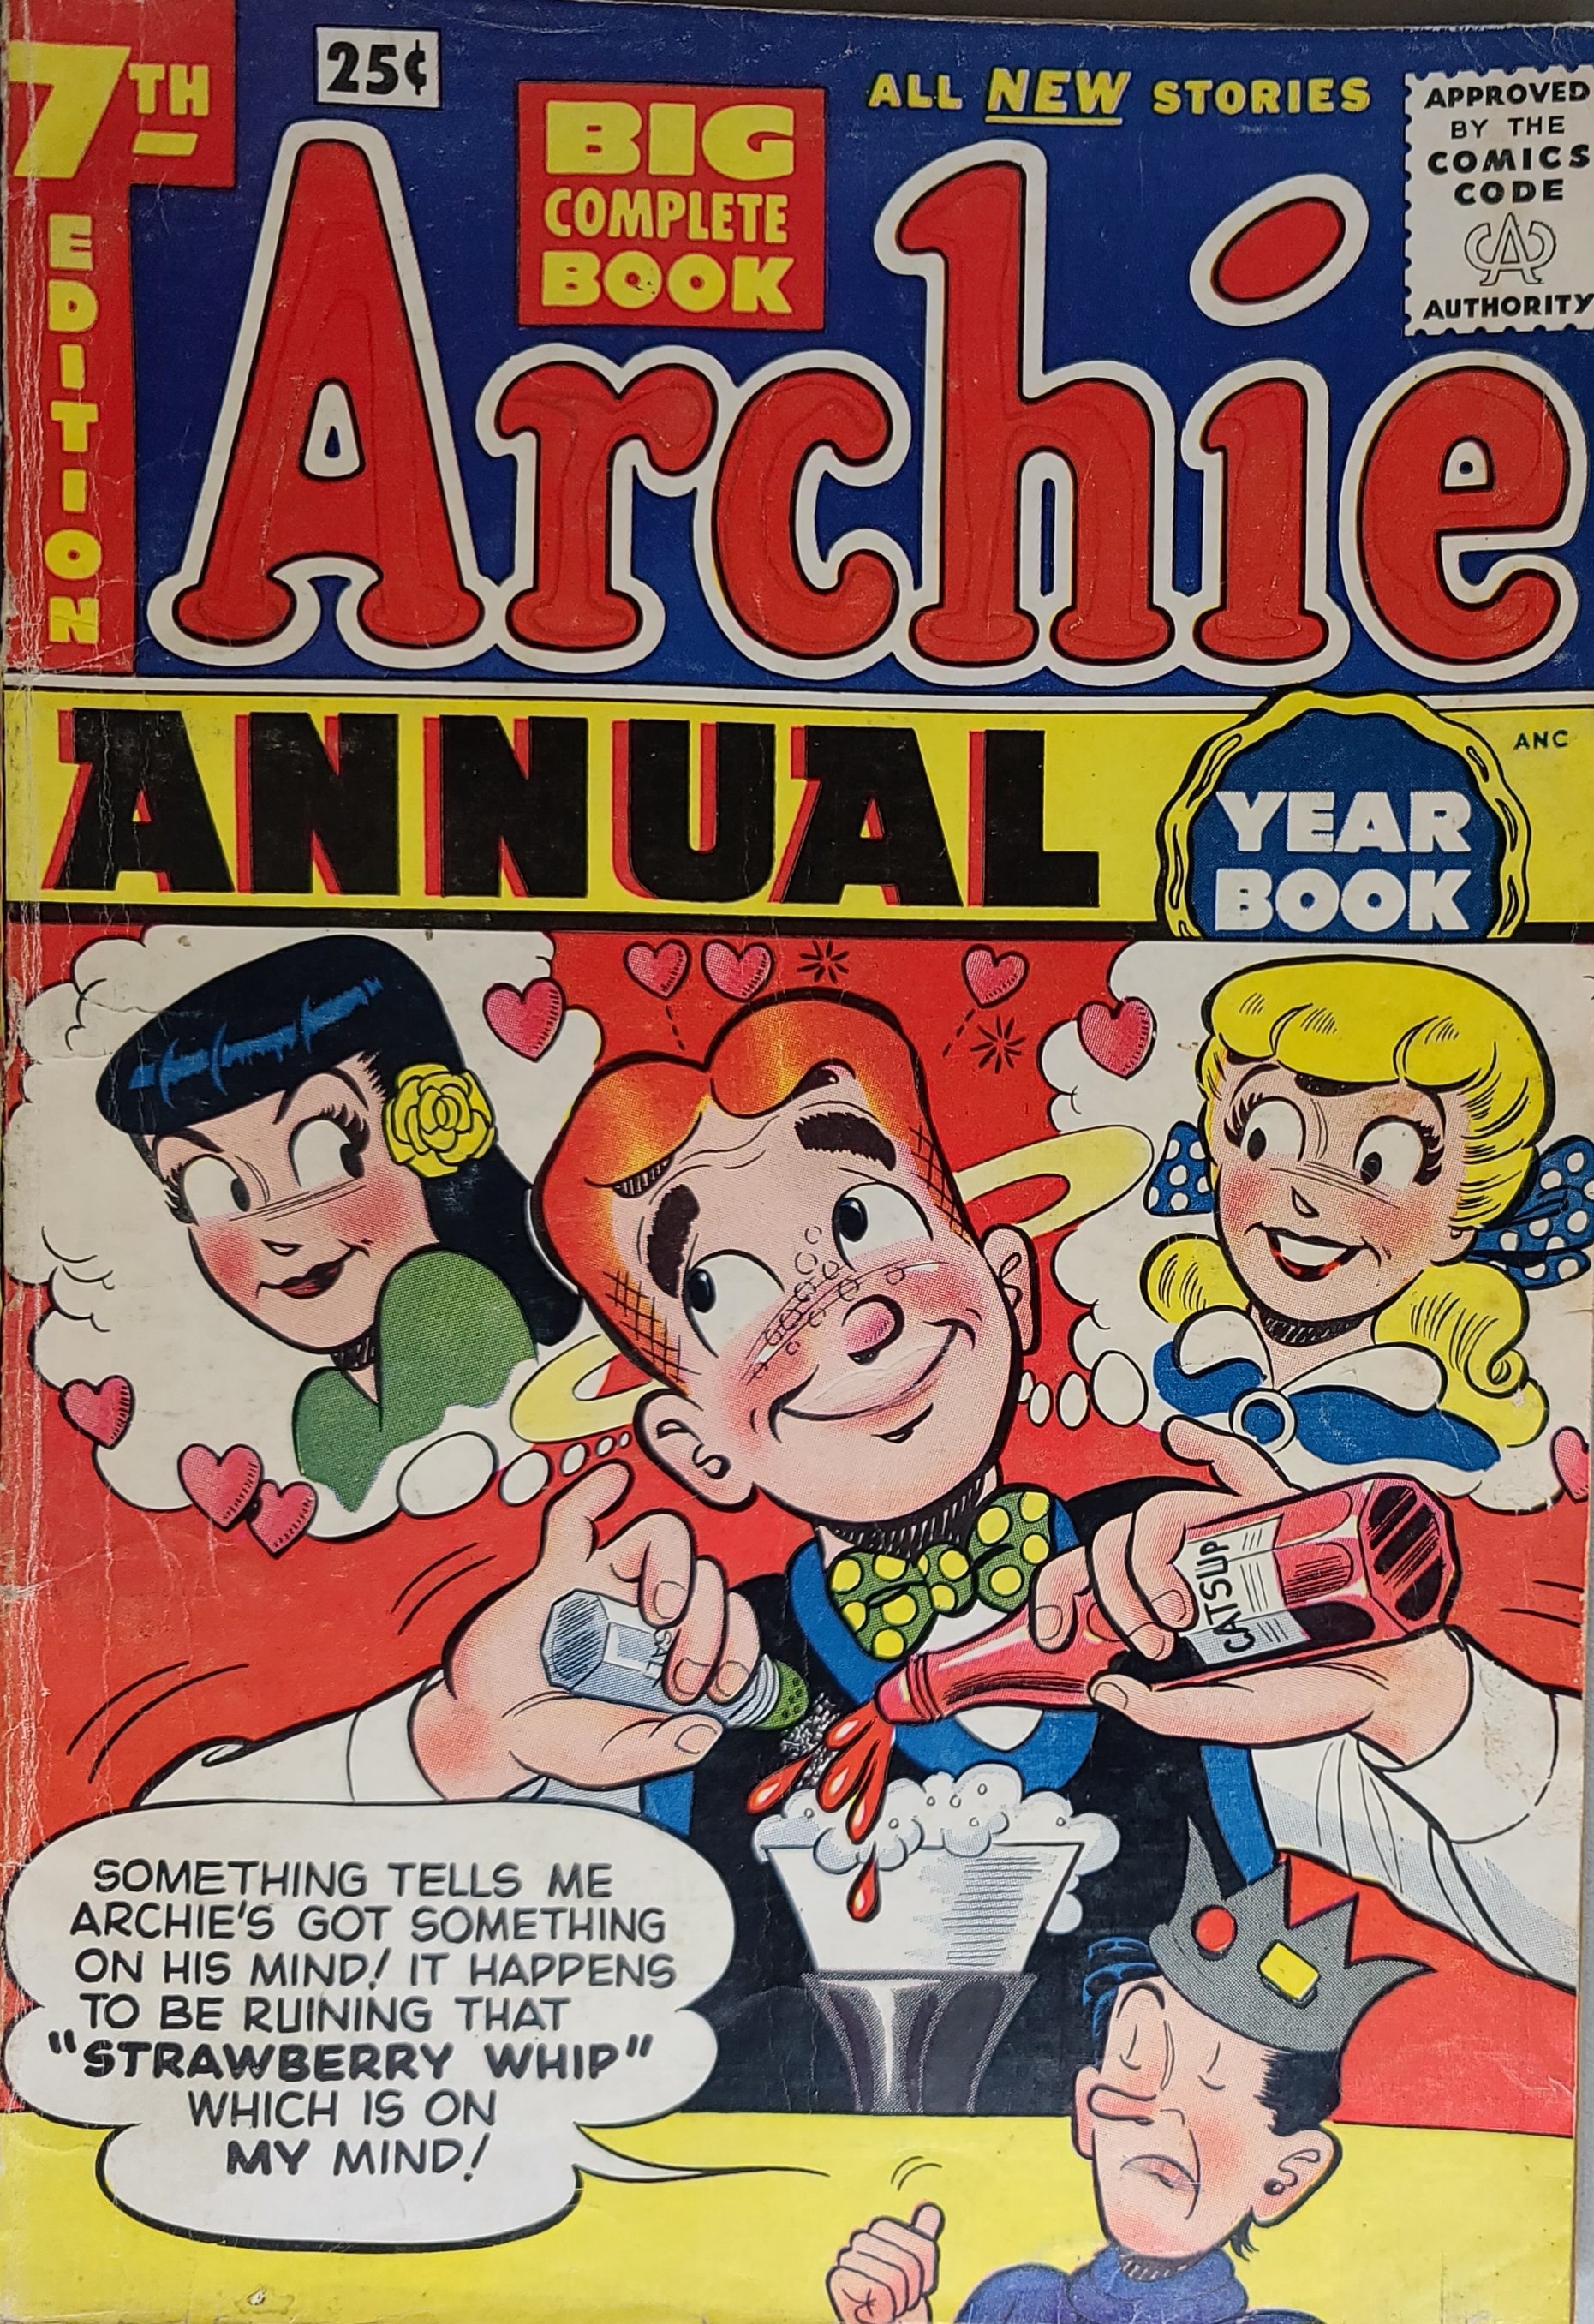 7TH
EDITION
25¢
BIG
COMPLETE
BOOK
ALL NEW STORIES
APPROVED
BY THE
COMICS
CODE
CA
AUTHORITY
Archie
ANNUAL
YEAR
BOOK
ANC
SALT
CATSUP
SOMETHING TELLS ME
ARCHIE'S GOT SOMETHING
ON HIS MIND! IT HAPPENS
TO BE RUINING THAT
"STRAWBERRY WHIP"
WHICH IS ON
MY MIND!